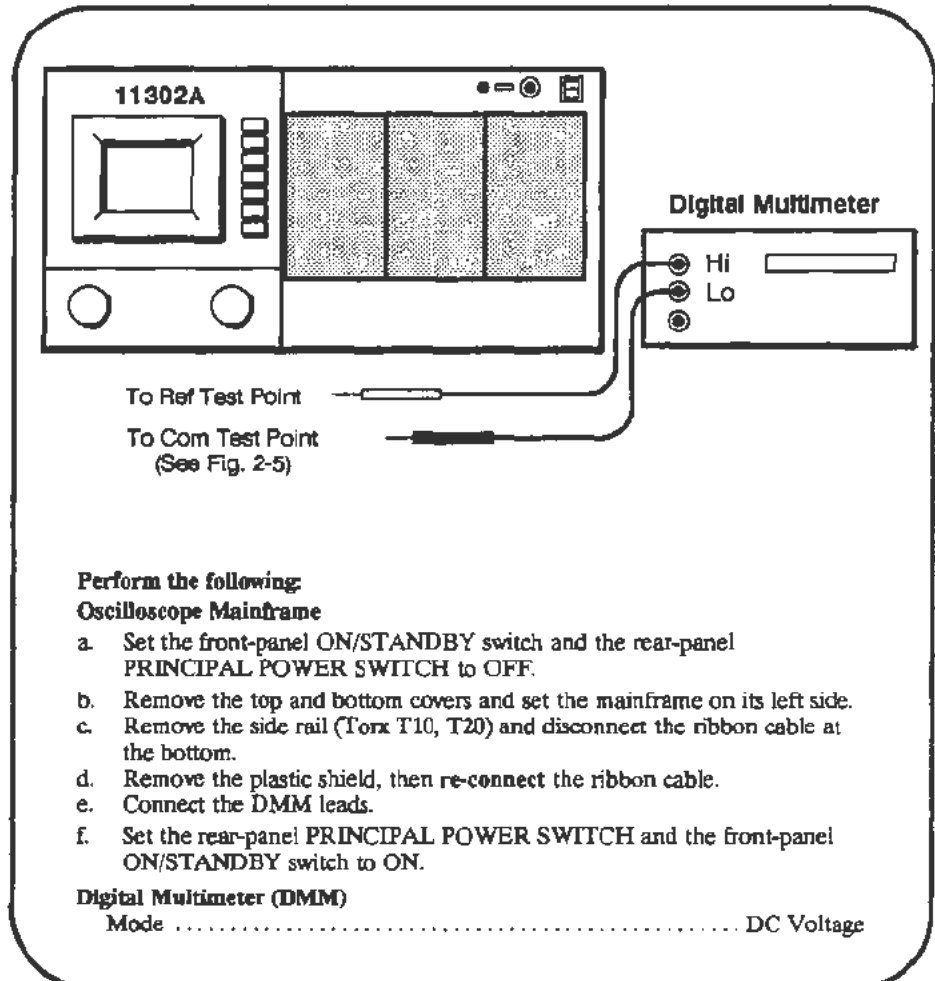 11302A
Digital Multimeter
Hi
Lo
To Ref Test Point
To Com Test Point
(See Fig. 2-5)
Perform the following:
Oscilloscope Mainframe
a. Set the front-panel ON/STANDBY switch and the rear-panel
PRINCIPAL POWER SWITCH to OFF.
b. Remove the top and bottom covers and set the mainframe on its left side.
c. Remove the side rail (Torx T10, T20) and disconnect the ribbon cable at
the bottom.
d. Remove the plastic shield, then re-connect the ribbon cable.
e. Connect the DMM leads.
f. Set the rear-panel PRINCIPAL POWER SWITCH and the front-panel
ON/STANDBY switch to ON.
Digital Multimeter (DMM)
Mode .................................................. DC Voltage